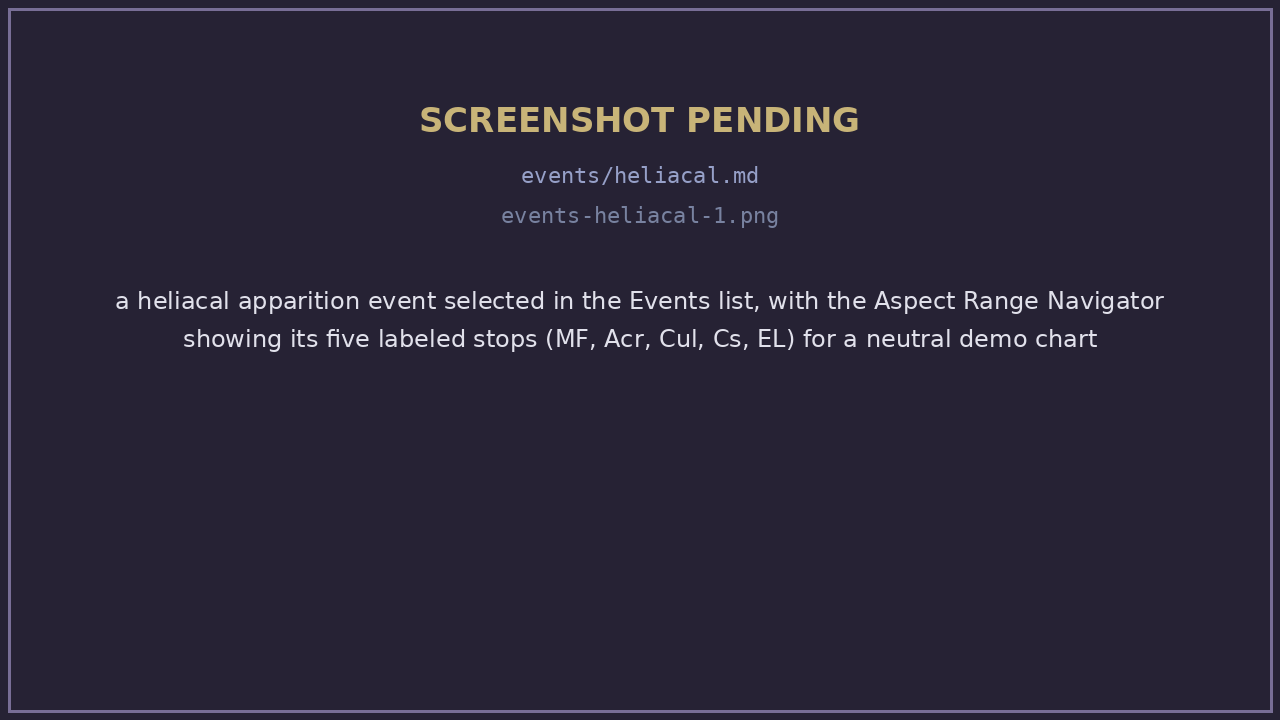 SCREENSHOT PENDING
events/heliacal.md
events-heliacal-1.png
a heliacal apparition event selected in the Events list, with the Aspect Range Navigator
showing its five labeled stops (MF, Acr, Cul, Cs, EL) for a neutral demo chart